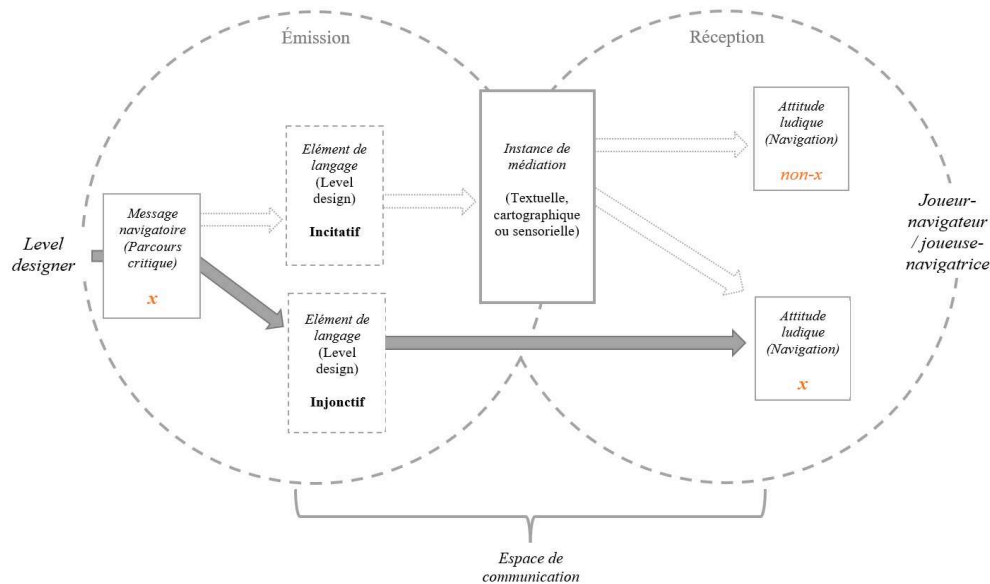 Émission
Réception
Level
designer
Message
navigatoire
(Parcours
critique)
x
Elément de
langage
(Level
design)
Incitatif
Elément de
langage
(Level
design)
Injonctif
Instance de
médiation
(Textuelle,
cartographique
ou sensorielle)
Attitude
ludique
(Navigation)
non-x
Attitude
ludique
(Navigation)
x
Joueur-
navigateur
/ joueuse-
navigatrice
Espace de
communication